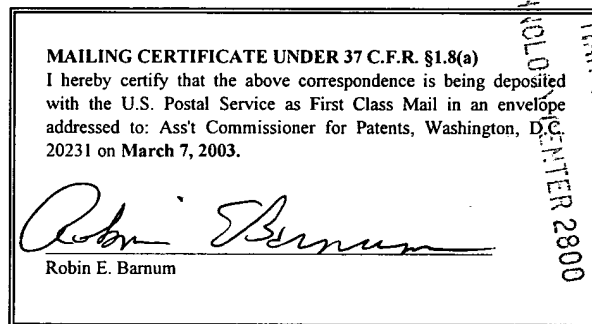 MAILING CERTIFICATE UNDER 37 C.F.R. §1.8(a)
I hereby certify that the above correspondence is being deposited
with the U.S. Postal Service as First Class Mail in an envelope
addressed to: Ass't Commissioner for Patents, Washington, D.C.
20231 on March 7, 2003.
Robin E Barnum
Robin E. Barnum
CENTER 2800